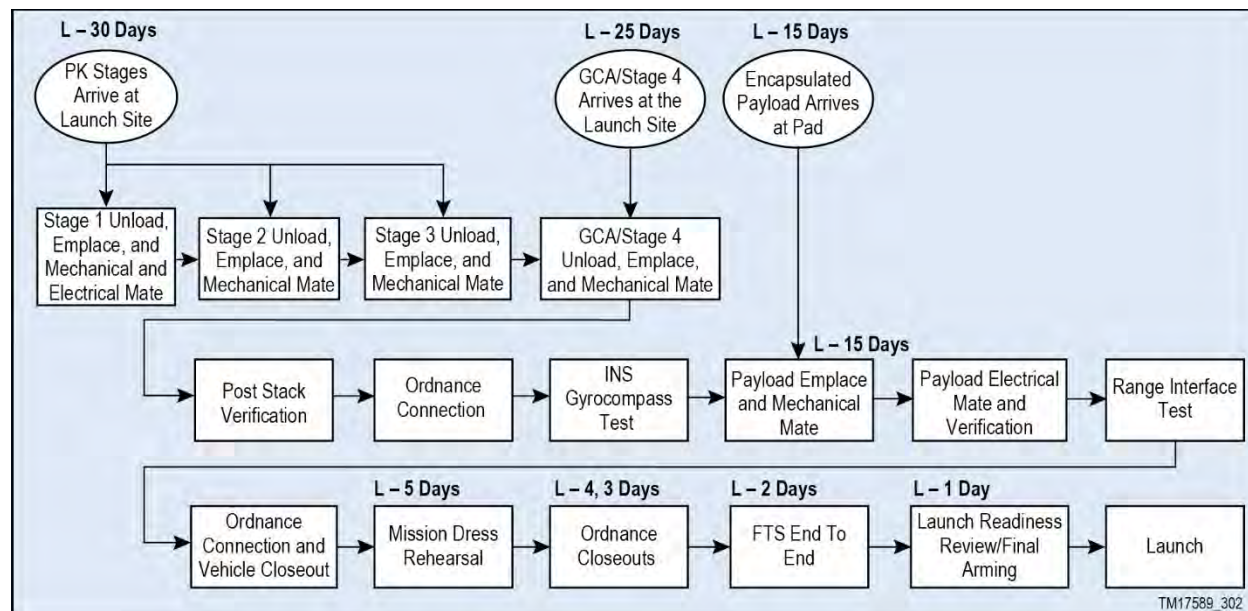 L – 30 Days
L – 25 Days
L – 15 Days
PK Stages
Arrive at
Launch Site
GCA/Stage 4
Arrives at the
Launch Site
Encapsulated
Payload Arrives
at Pad
Stage 1 Unload,
Emplace, and
Mechanical and
Electrical Mate
Stage 2 Unload,
Emplace, and
Mechanical Mate
Stage 3 Unload,
Emplace, and
Mechanical Mate
GCA/Stage 4
Unload, Emplace,
and Mechanical Mate
Post Stack
Verification
Ordnance
Connection
INS
Gyrocompass
Test
L – 15 Days
Payload Emplace
and Mechanical
Mate
Payload Electrical
Mate and
Verification
Range Interface
Test
Ordnance
Connection and
Vehicle Closeout
L – 5 Days
Mission Dress
Rehearsal
L – 4, 3 Days
Ordnance
Closeouts
L – 2 Days
FTS End To
End
L – 1 Day
Launch Readiness
Review/Final
Arming
Launch
TM17589_302